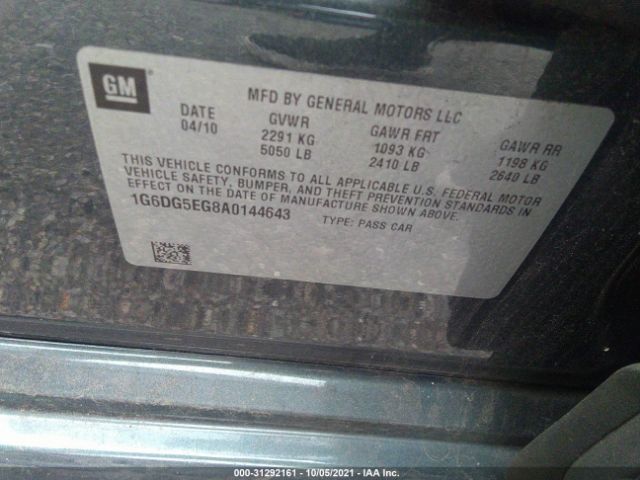 GM
MFD BY GENERAL MOTORS LLC
DATE GVWR GAWR FRT GAWR RR
04/10 2291 KG 1093 KG 1198 KG
5050 LB 2410 LB 2640 LB
THIS VEHICLE CONFORMS TO ALL APPLICABLE U.S. FEDERAL MOTOR
VEHICLE SAFETY, BUMPER, AND THEFT PREVENTION STANDARDS IN
EFFECT ON THE DATE OF MANUFACTURE SHOWN ABOVE.
1G6DG5EG8A0144643 TYPE: PASS CAR
000-31292161 - 10/05/2021 - IAA Inc.